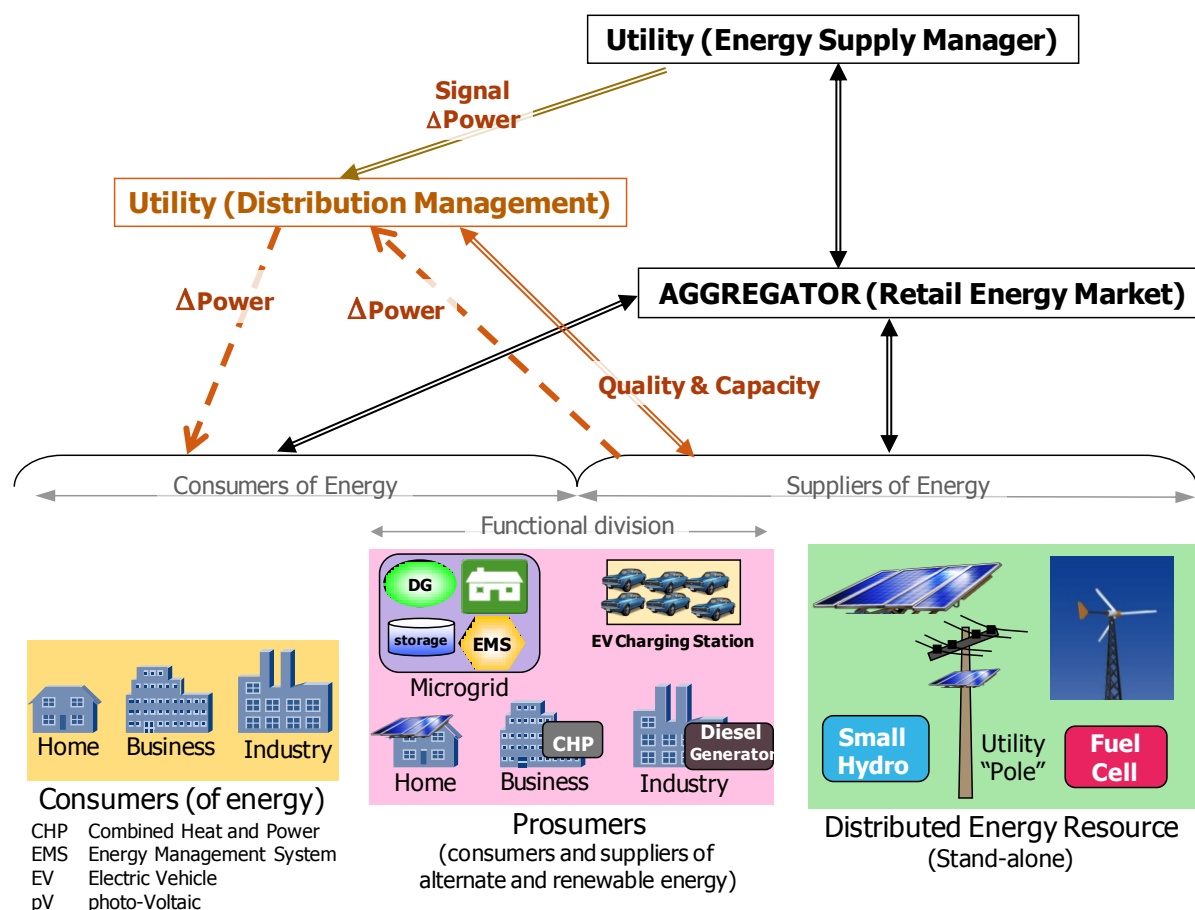 Utility (Energy Supply Manager)
Signal
ΔPower
Utility (Distribution Management)
ΔPower
ΔPower
AGGREGATOR (Retail Energy Market)
Quality & Capacity
Consumers of Energy
Suppliers of Energy
Functional division
DG
storage
EMS
Microgrid
EV Charging Station
Home
Business
Industry
Consumers (of energy)
CHP Combined Heat and Power
EMS Energy Management System
EV Electric Vehicle
pV photo-Voltaic
CHP
Diesel
Generator
Home
Business
Industry
Prosumers
(consumers and suppliers of
alternate and renewable energy)
Small
Hydro
Utility
“Pole”
Fuel
Cell
Distributed Energy Resource
(Stand-alone)